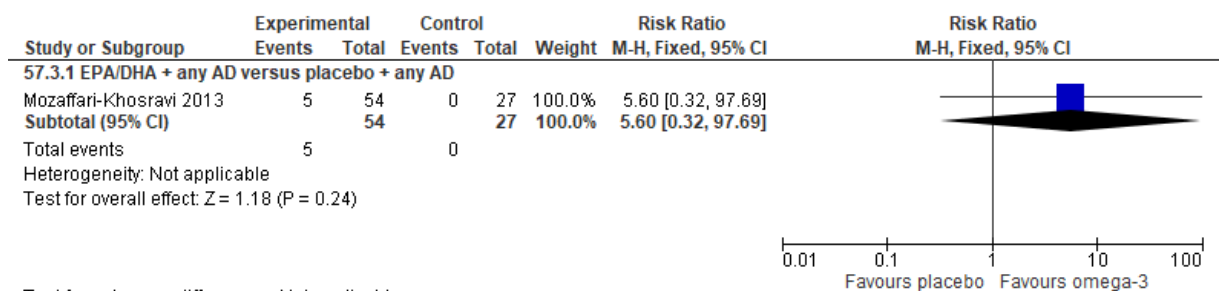 Experimental Control Risk Ratio Risk Ratio
Study or Subgroup Events Total Events Total Weight M-H, Fixed, 95% CI M-H, Fixed, 95% CI
57.3.1 EPA/DHA + any AD versus placebo + any AD
Mozaffari-Khosravi 2013 5 54 0 27 100.0% 5.60 [0.32, 97.69]
Subtotal (95% CI) 54 27 100.0% 5.60 [0.32, 97.69]
Total events 5 0
Heterogeneity: Not applicable
Test for overall effect: Z = 1.18 (P = 0.24)
0.01 0.1 1 10 100
Favours placebo Favours omega-3